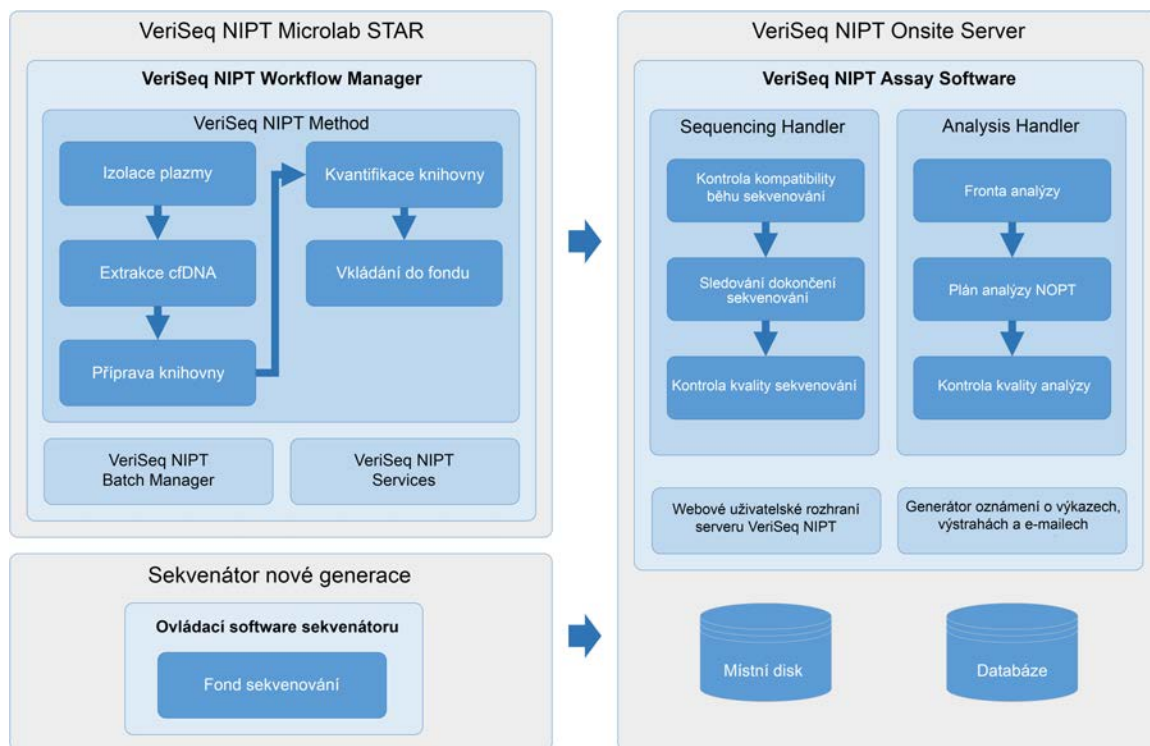 VeriSeq NIPT Microlab STAR
VeriSeq NIPT Workflow Manager
VeriSeq NIPT Method
Izolace plazmy
Extrakce cfDNA
Příprava knihovny
Kvantifikace knihovny
Vkládání do fondu
VeriSeq NIPT
Batch Manager
VeriSeq NIPT
Services
Sekvenátor nové generace
Ovládací software sekvenátoru
Fond sekvenování
VeriSeq NIPT Onsite Server
VeriSeq NIPT Assay Software
Sequencing Handler
Kontrola kompatibility
běhu sekvenování
Sledování dokončení
sekvenování
Kontrola kvality sekvenování
Analysis Handler
Fronta analýzy
Plán analýzy NOPT
Kontrola kvality analýzy
Webové uživatelské rozhraní
serveru VeriSeq NIPT
Generátor oznámení o výkazech,
výstrahách a e-mailech
Místní disk
Databáze